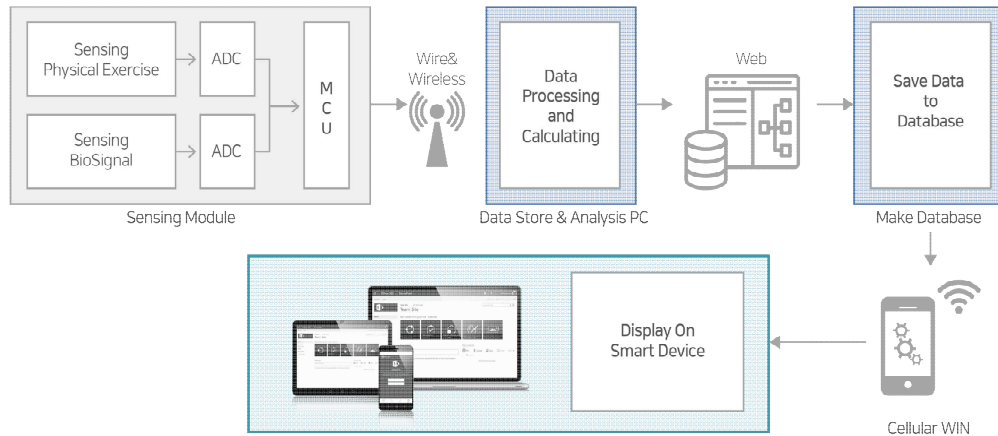 Sensing
Physical Exercise
ADC
M
C
U
Sensing
BioSignal
ADC
Sensing Module
Wire&
Wireless
Data
Processing
and
Calculating
Data Store & Analysis PC
Web
Save Data
to
Database
Make Database
Display On
Smart Device
Cellular WIN